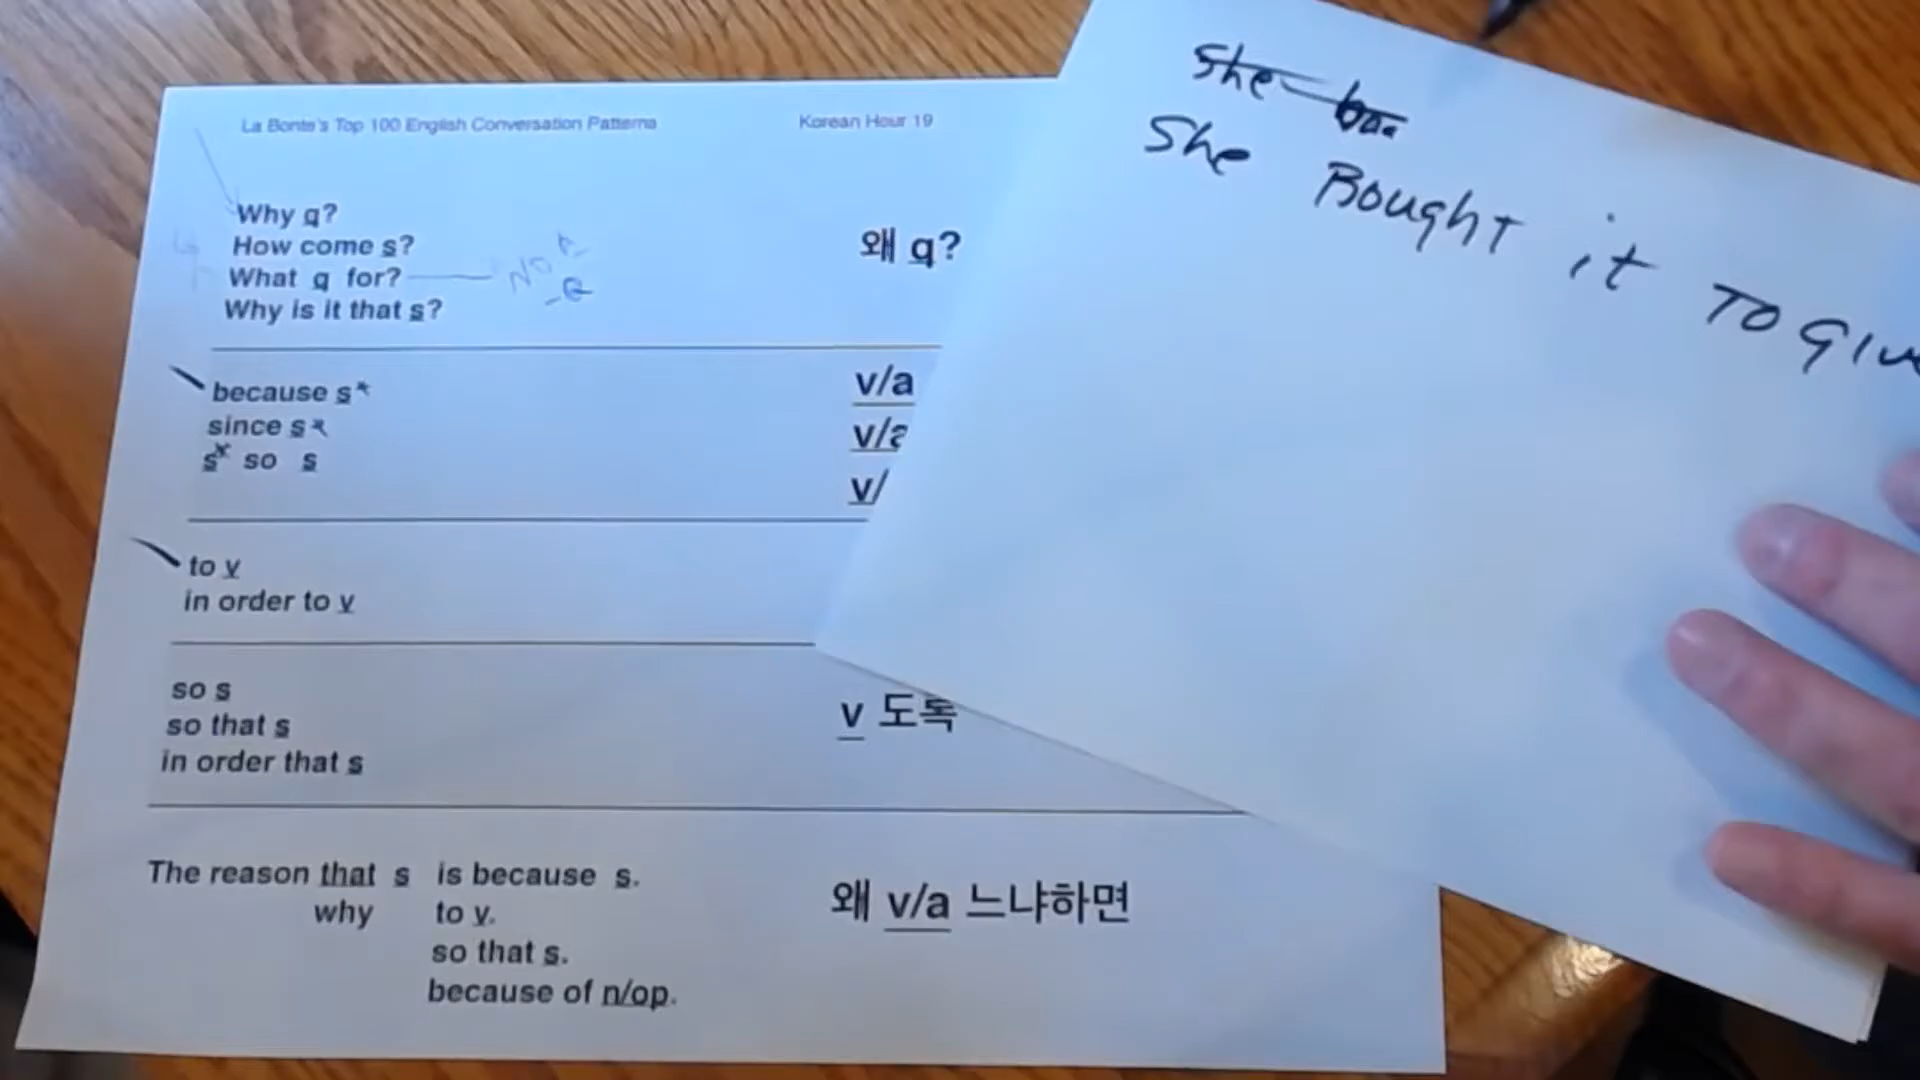 La Bonte's Top 100 English Conversation Patterns
Korean Hour 19
Why q?
How come s?
What q for?
Why is it that s?
왜 q?
because s*
since s*
s* so s
v/a
v/a
v/
to v
in order to v
so s
so that s
in order that s
v 도록
The reason that s is because s.
why to v.
so that s.
because of n/op.
왜 v/a 느냐하면
She
She Bought it To give